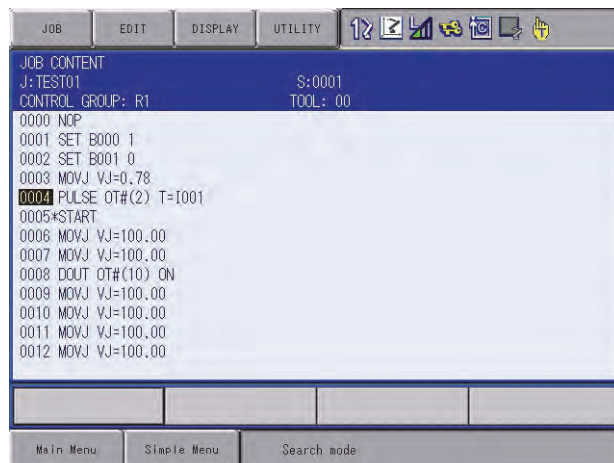 JOB EDIT DISPLAY UTILITY
JOB CONTENT
J:TEST01 S:0001
CONTROL GROUP: R1 TOOL: 00
0000 NOP
0001 SET B000 1
0002 SET B001 0
0003 MOVJ VJ=0.78
0004 PULSE OT#(2) T=I001
0005*START
0006 MOVJ VJ=100.00
0007 MOVJ VJ=100.00
0008 DOUT OT#(10) ON
0009 MOVJ VJ=100.00
0010 MOVJ VJ=100.00
0011 MOVJ VJ=100.00
0012 MOVJ VJ=100.00
Main Menu Simple Menu Search mode